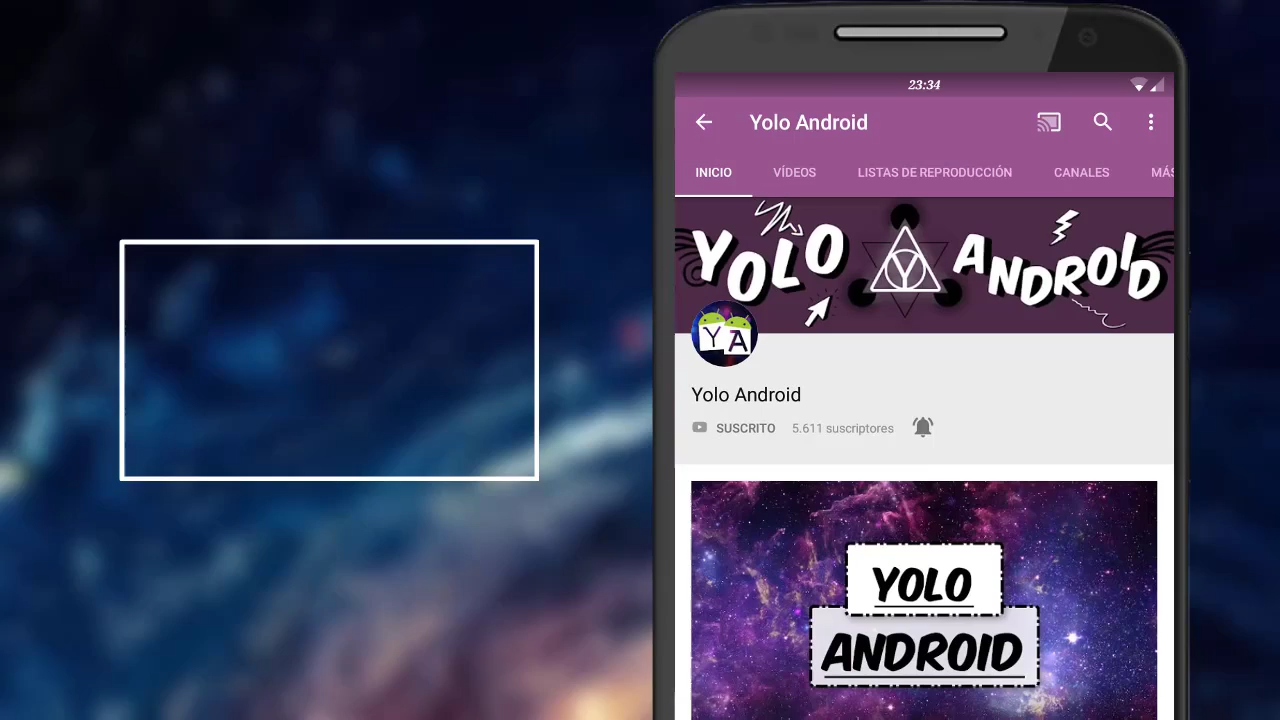 23:34
Yolo Android
INICIO VÍDEOS LISTAS DE REPRODUCCIÓN CANALES MÁS
YOLO Y ANDROID
Y A
Yolo Android
SUSCRITO 5.611 suscriptores
YOLO
ANDROID